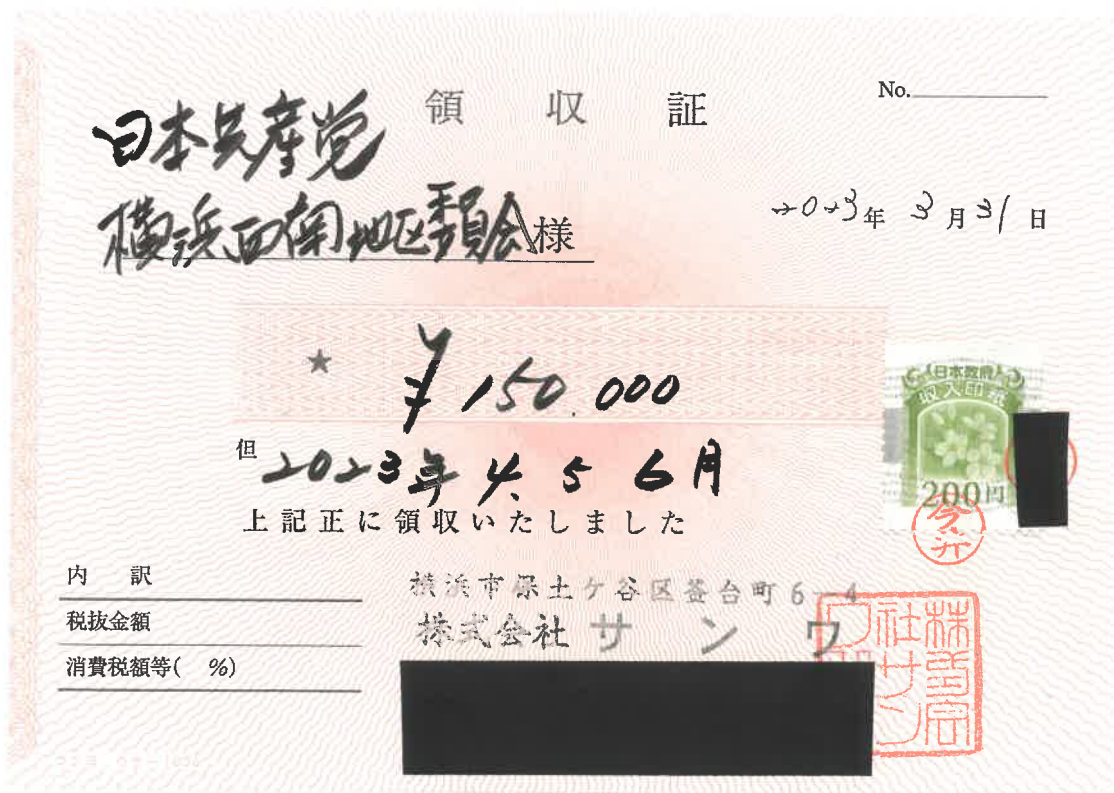 領収証
No.
日本共産党
横浜西南地区委員会様
2023年 3月31日
★ ¥150.000
日本政府
収入印紙
200円
但 2023年 4.5 6月
上記正に領収いたしました
今井
内訳
税抜金額
消費税額等( %)
横浜市保土ケ谷区釜台町6-4
株式会社サンワ